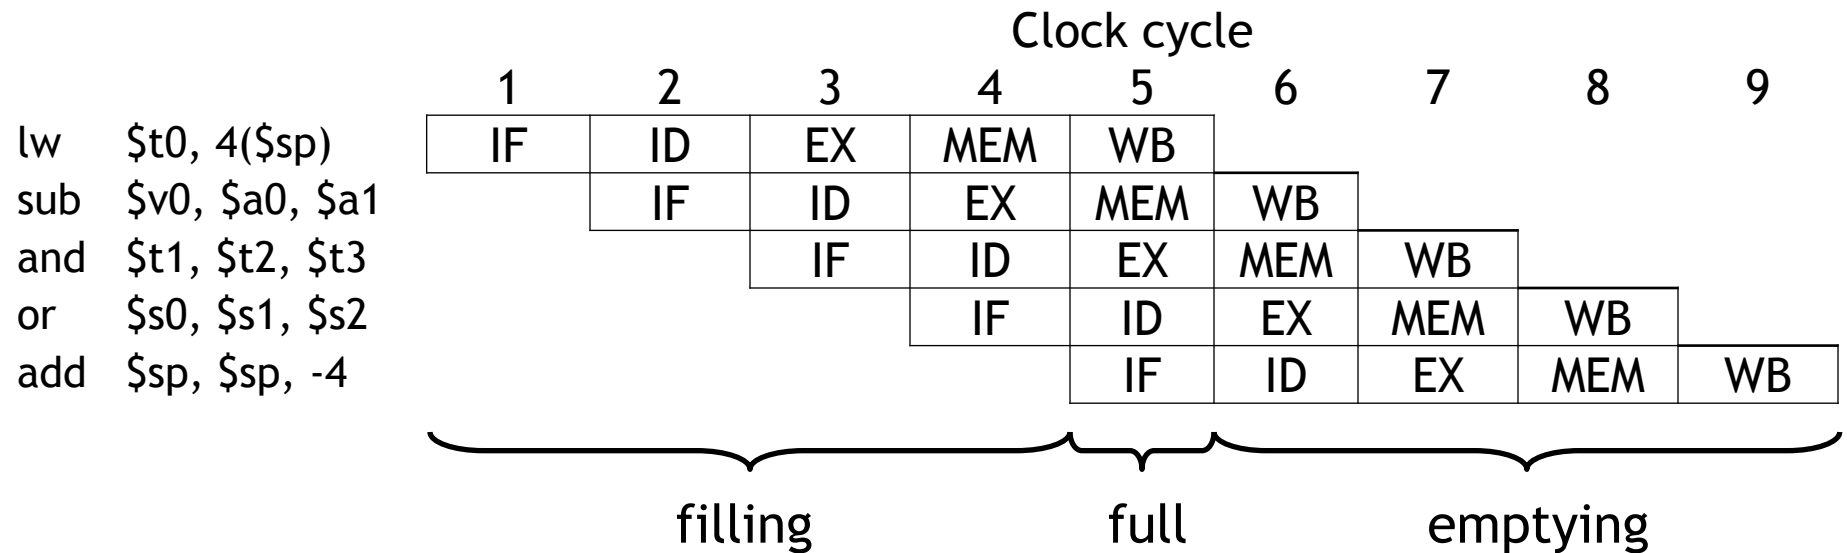 Clock cycle
1 2 3 4 5 6 7 8 9
lw $t0, 4($sp) IF ID EX MEM WB
sub $v0, $a0, $a1 IF ID EX MEM WB
and $t1, $t2, $t3 IF ID EX MEM WB
or $s0, $s1, $s2 IF ID EX MEM WB
add $sp, $sp, -4 IF ID EX MEM WB
filling full emptying